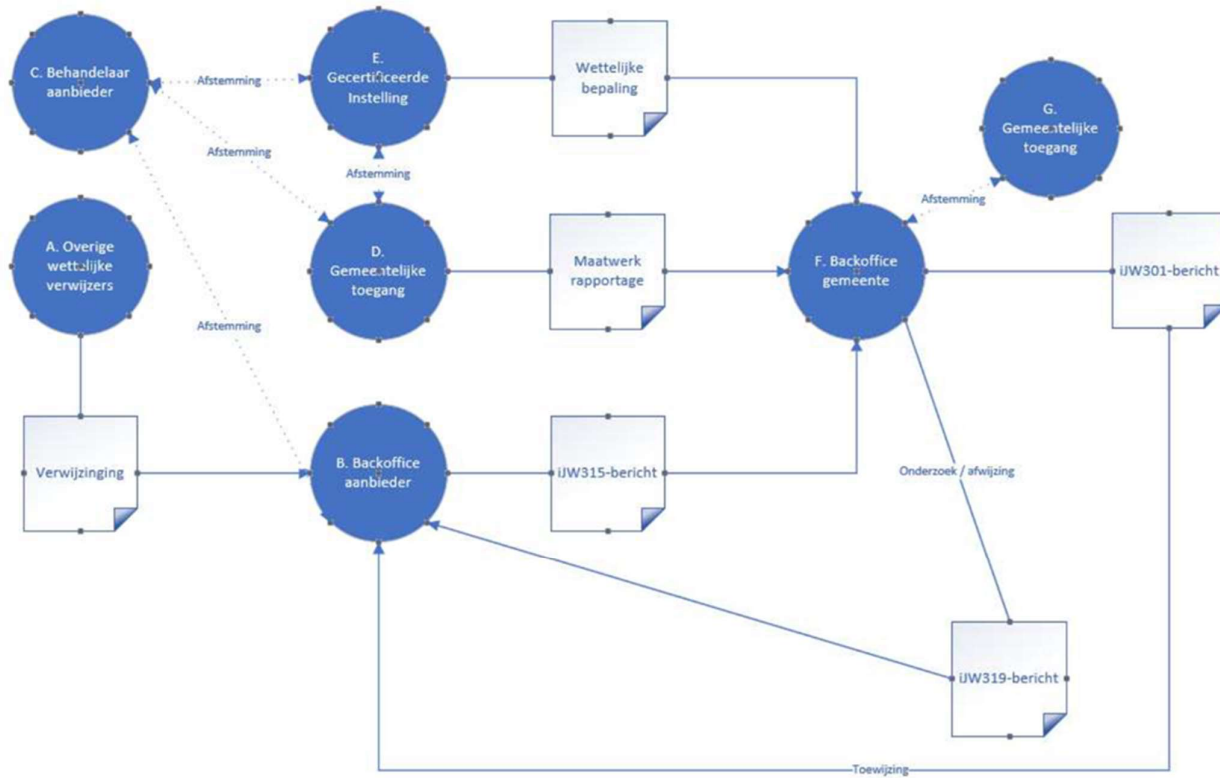 C. Behandelaar
aanbieder
Afstemming
E.
Gecertificeerde
Instelling
Wettelijke
bepaling
G.
Gemeentelijke
toegang
Afstemming
Afstemming
Afstemming
A. Overige
wettelijke
verwijzers
D.
Gemeentelijke
toegang
Maatwerk
rapportage
F. Backoffice
gemeente
iJW301-bericht
Afstemming
Verwijzinging
B. Backoffice
aanbieder
iJW315-bericht
Onderzoek / afwijzing
iJW319-bericht
Toewijzing